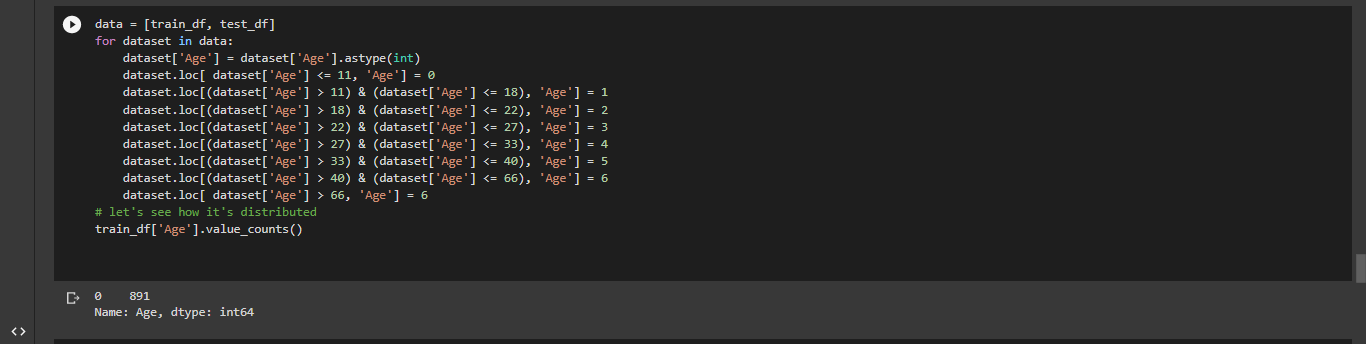 data = [train_df, test_df]
for dataset in data:
    dataset['Age'] = dataset['Age'].astype(int)
    dataset.loc[ dataset['Age'] <= 11, 'Age'] = 0
    dataset.loc[(dataset['Age'] > 11) & (dataset['Age'] <= 18), 'Age'] = 1
    dataset.loc[(dataset['Age'] > 18) & (dataset['Age'] <= 22), 'Age'] = 2
    dataset.loc[(dataset['Age'] > 22) & (dataset['Age'] <= 27), 'Age'] = 3
    dataset.loc[(dataset['Age'] > 27) & (dataset['Age'] <= 33), 'Age'] = 4
    dataset.loc[(dataset['Age'] > 33) & (dataset['Age'] <= 40), 'Age'] = 5
    dataset.loc[(dataset['Age'] > 40) & (dataset['Age'] <= 66), 'Age'] = 6
    dataset.loc[ dataset['Age'] > 66, 'Age'] = 6
# let's see how it's distributed
train_df['Age'].value_counts()
0    891
Name: Age, dtype: int64